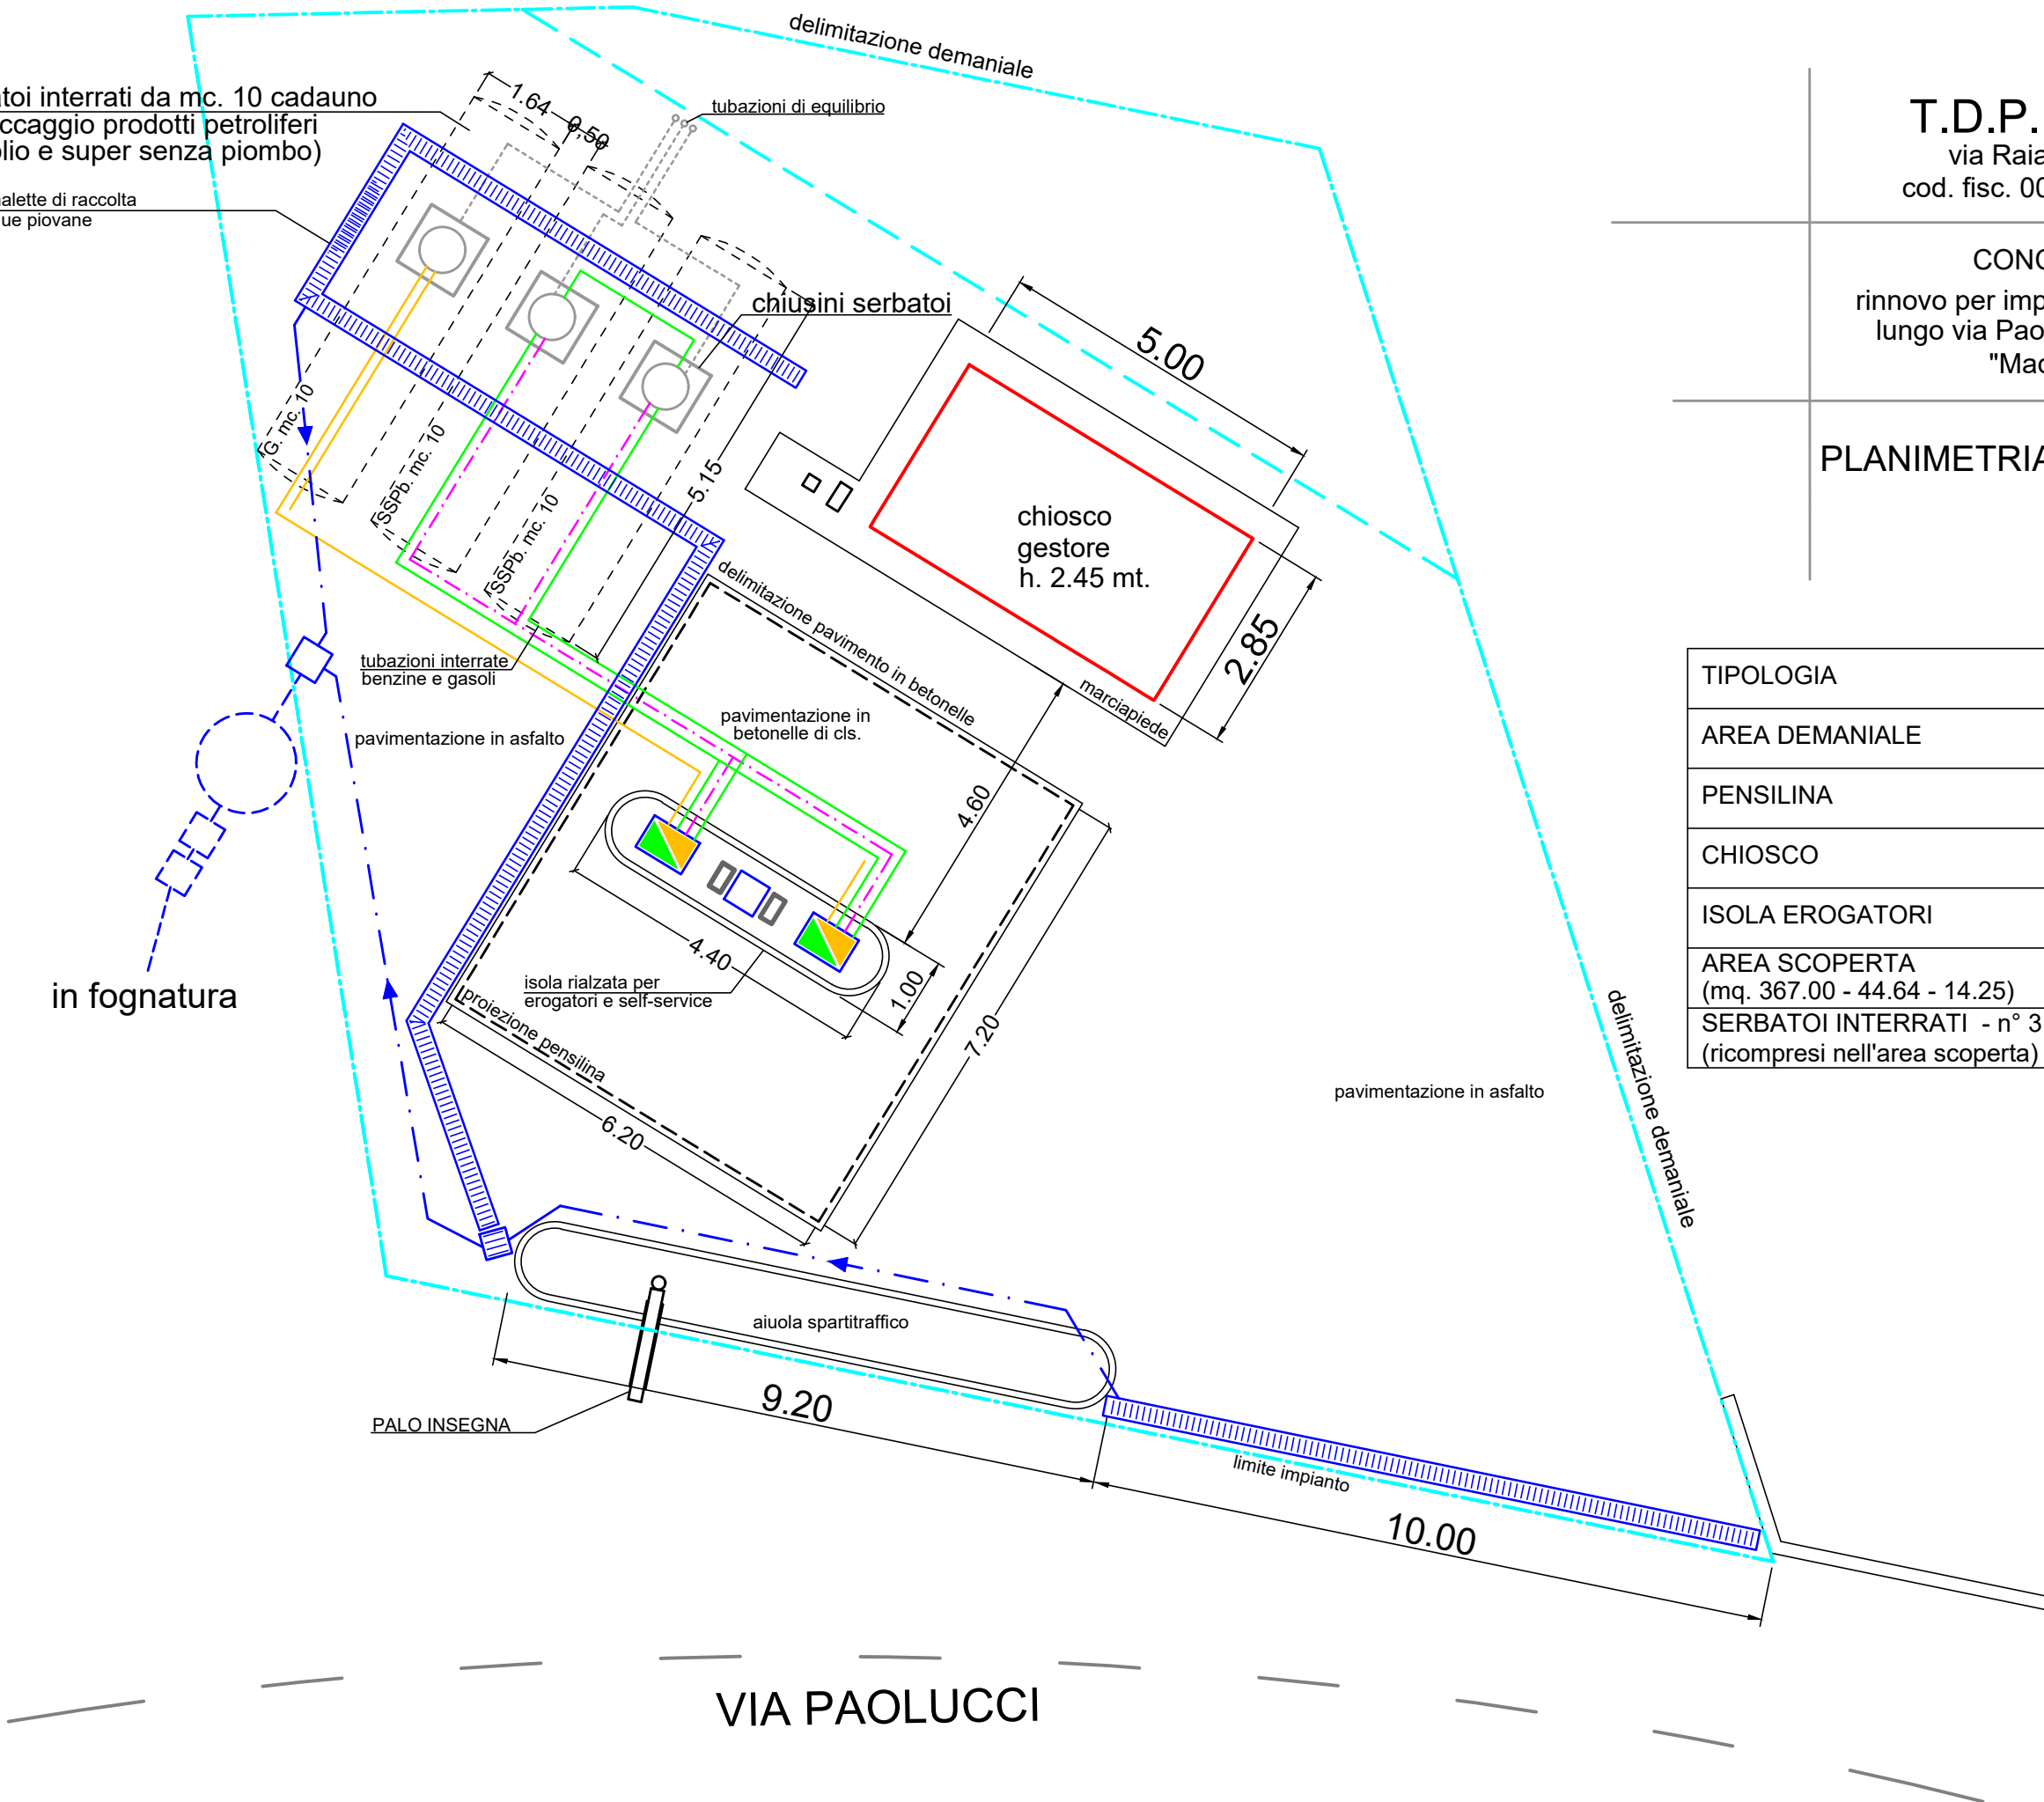 delimitazione demaniale
toi interrati da mc. 10 cadauno
ccaggio prodotti petroliferi
lio e super senza piombo)
1.64
0,50
tubazioni di equilibrio
alette di raccolta
ue piovane
chiusini serbatoi
5.00
G. mc. 10
SSPb. mc. 10
SSPb. mc. 10
5.15
chiosco
gestore
h. 2.45 mt.
2.85
delimitazione pavimento in betonelle
marciapiede
tubazioni interrate
benzine e gasoli
pavimentazione in
betonelle di cls.
pavimentazione in asfalto
4.60
4.40
1.00
isola rialzata per
erogatori e self-service
proiezione pensilina
7.20
6.20
in fognatura
pavimentazione in asfalto
delimitazione demaniale
aiuola spartitraffico
9.20
PALO INSEGNA
limite impianto
10.00
VIA PAOLUCCI
T.D.P.
via Raia
cod. fisc. 00
CONC
rinnovo per imp
lungo via Pao
"Mac
PLANIMETRIA
TIPOLOGIA
AREA DEMANIALE
PENSILINA
CHIOSCO
ISOLA EROGATORI
AREA SCOPERTA
(mq. 367.00 - 44.64 - 14.25)
SERBATOI INTERRATI - n° 3
(ricompresi nell'area scoperta)